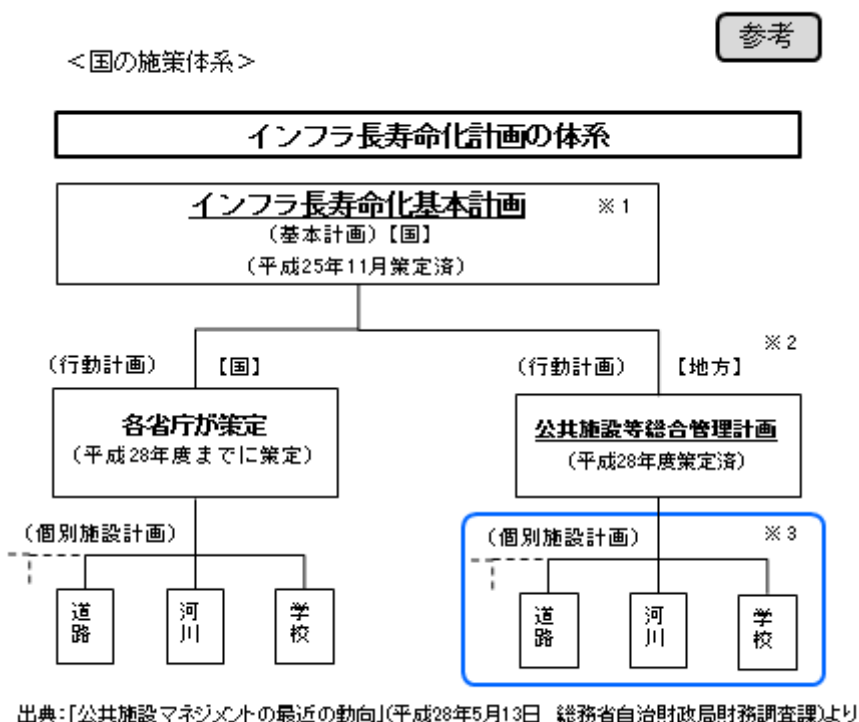 参考
＜国の施策体系＞
インフラ長寿命化計画の体系
インフラ長寿命化基本計画 ※1
（基本計画）【国】
（平成25年11月策定済）
※2
（行動計画） 【国】
（行動計画） 【地方】
各省庁が策定
（平成28年度までに策定）
公共施設等総合管理計画
（平成28年度策定済）
（個別施設計画）
道路
河川
学校
（個別施設計画） ※3
道路
河川
学校
出典：「公共施設マネジメントの最近の動向」（平成28年5月13日 総務省自治財政局財務調査課）より